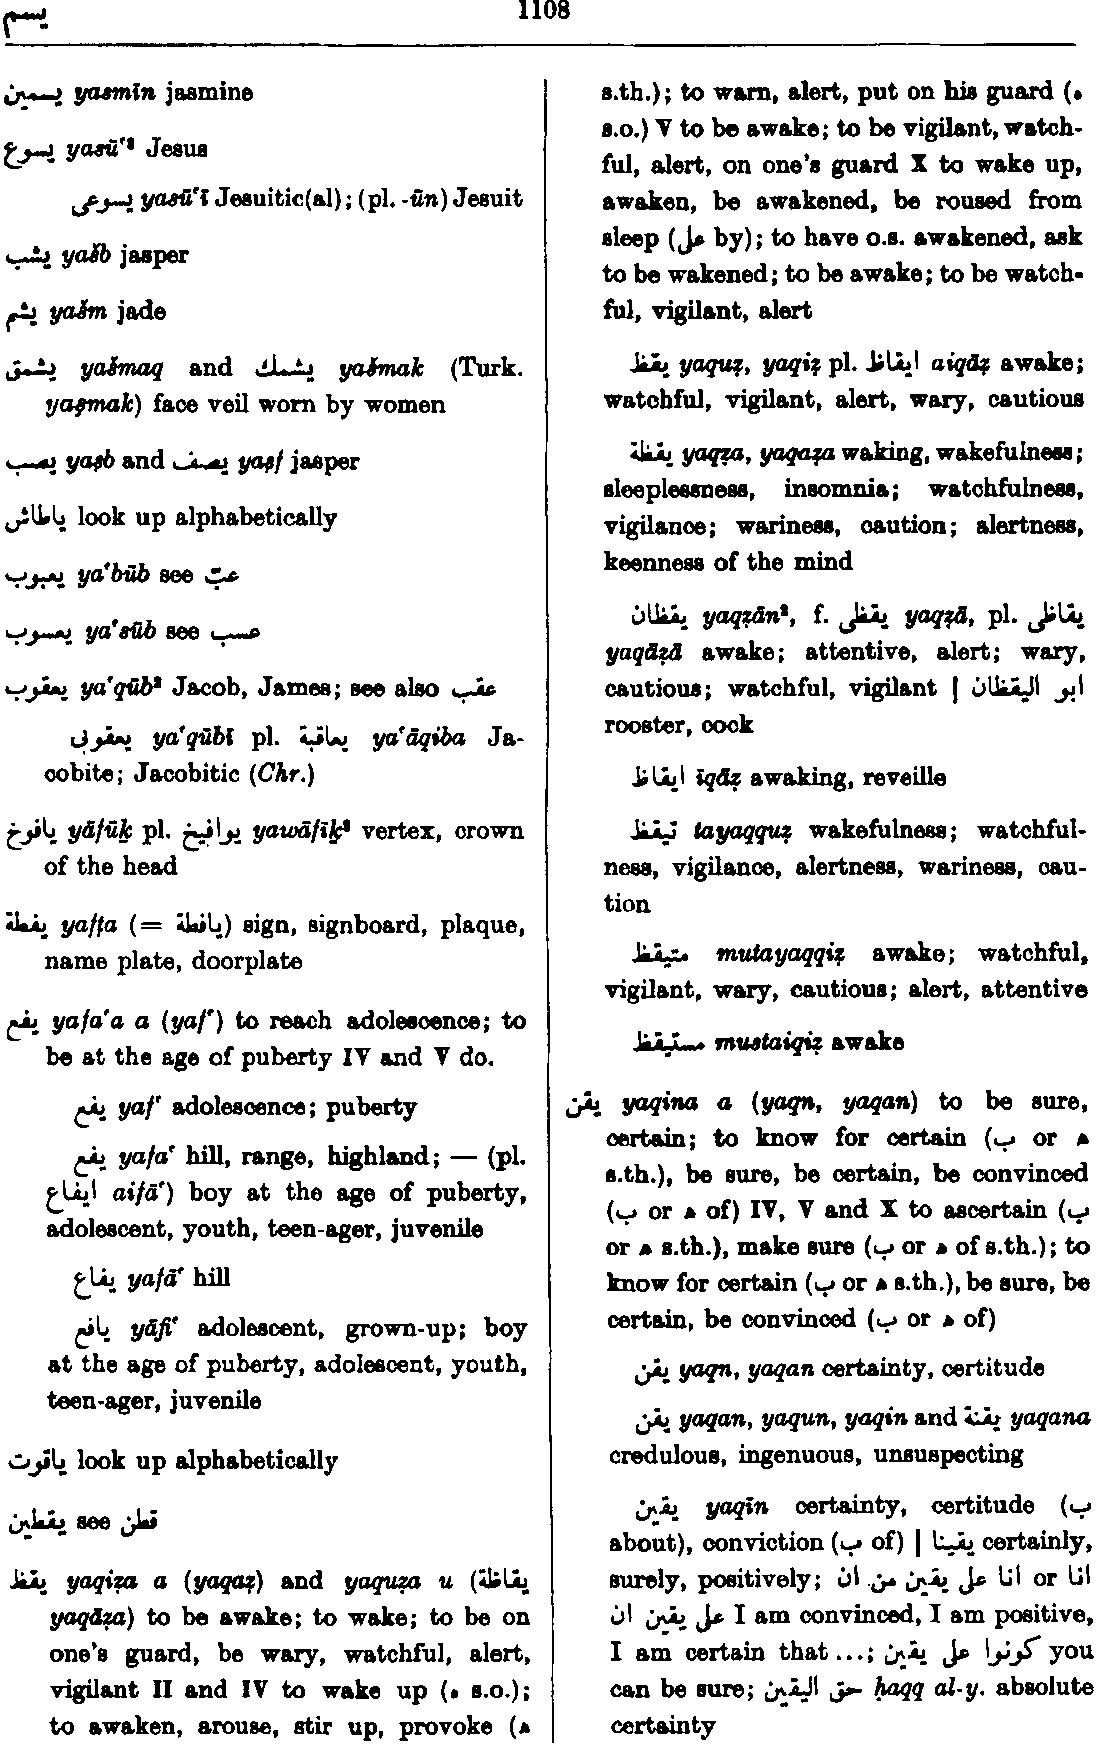 يسم 1108
يسمين yasmīn jasmine
يسوع yasū‘² Jesus
يسوعى yasū‘ī Jesuitic(al); (pl. -ūn) Jesuit
يشب yašb jasper
يشم yašm jade
يشمق yašmaq and يشمك yašmak (Turk.
yaşmak) face veil worn by women
يصب yaṣb and يصف yaṣf jasper
ياطاش look up alphabetically
يعبوب ya‘būb see عبّ
يعسوب ya‘sūb see عسب
يعقوب ya‘qūb² Jacob, James; see also عقب
يعقوبى ya‘qūbī pl. يعاقبة ya‘āqiba Ja-
cobite; Jacobitic (Chr.)
يافوخ yāfūḵ pl. يوافيخ yawāfīḵ² vertex, crown
of the head
يفطة yafṭa (= يافطة) sign, signboard, plaque,
name plate, doorplate
يفع yafa‘a a (yaf‘) to reach adolescence; to
be at the age of puberty IV and V do.
يفع yaf‘ adolescence; puberty
يفع yafa‘ hill, range, highland; — (pl.
ايفاع aifā‘) boy at the age of puberty,
adolescent, youth, teen-ager, juvenile
يفاع yafā‘ hill
يافع yāfi‘ adolescent, grown-up; boy
at the age of puberty, adolescent, youth,
teen-ager, juvenile
ياقوت look up alphabetically
يقطين see قطن
يقظ yaqiẓa a (yaqaẓ) and yaquẓa u (يقاظة
yaqāẓa) to be awake; to wake; to be on
one’s guard, be wary, watchful, alert,
vigilant II and IV to wake up (ه s.o.);
to awaken, arouse, stir up, provoke (ه
s.th.); to warn, alert, put on his guard (ه
s.o.) V to be awake; to be vigilant, watch-
ful, alert, on one’s guard X to wake up,
awaken, be awakened, be roused from
sleep (على by); to have o.s. awakened, ask
to be wakened; to be awake; to be watch-
ful, vigilant, alert
يقظ yaquẓ, yaqiẓ pl. ايقاظ aiqāẓ awake;
watchful, vigilant, alert, wary, cautious
يقظة yaqẓa, yaqaẓa waking, wakefulness;
sleeplessness, insomnia; watchfulness,
vigilance; wariness, caution; alertness,
keenness of the mind
يقظان yaqẓān², f. يقظى yaqẓā, pl. يقاظى
yaqāẓā awake; attentive, alert; wary,
cautious; watchful, vigilant | ابو اليقظان
rooster, cock
ايقاظ īqāẓ awaking, reveille
تيقظ tayaqquẓ wakefulness; watchful-
ness, vigilance, alertness, wariness, cau-
tion
متيقظ mutayaqqiẓ awake; watchful,
vigilant, wary, cautious; alert, attentive
مستيقظ mustaiqiẓ awake
يقن yaqina a (yaqn, yaqan) to be sure,
certain; to know for certain (ب or ه
s.th.), be sure, be certain, be convinced
(ب or ه of) IV, V and X to ascertain (ب
or ه s.th.), make sure (ب or ه of s.th.); to
know for certain (ب or ه s.th.), be sure, be
certain, be convinced (ب or ه of)
يقن yaqn, yaqan certainty, certitude
يقن yaqan, yaqun, yaqin and يقنة yaqana
credulous, ingenuous, unsuspecting
يقين yaqīn certainty, certitude (ب
about), conviction (ب of) | يقينا certainly,
surely, positively; انا على يقين من ان or انا
على يقين ان I am convinced, I am positive,
I am certain that ...; كونوا على يقين you
can be sure; حق اليقين ḥaqq al-y. absolute
certainty